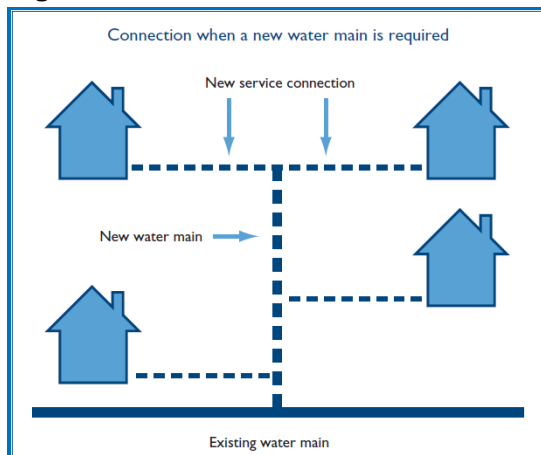 Connection when a new water main is required
New service connection
New water main
Existing water main